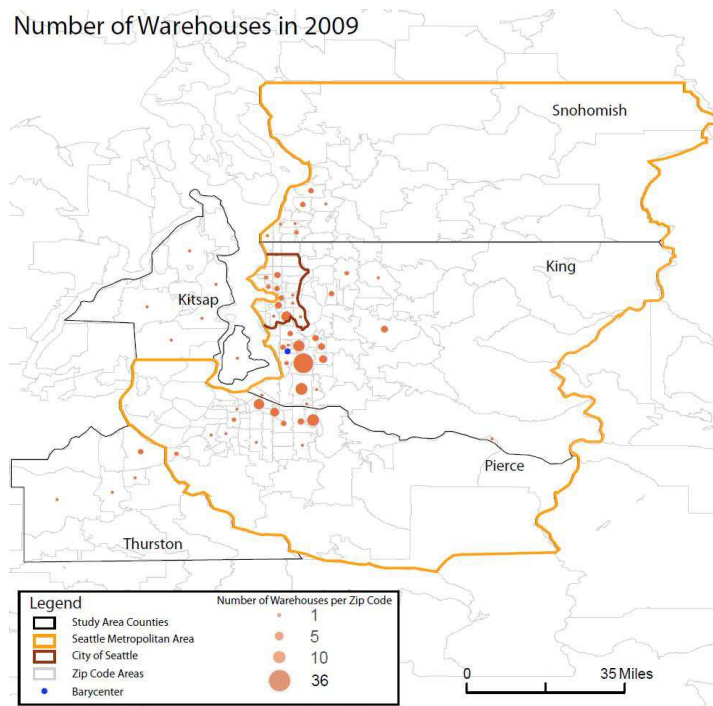 Number of Warehouses in 2009
Snohomish
King
Kitsap
Pierce
Thurston
Legend
Study Area Counties
Seattle Metropolitan Area
City of Seattle
Zip Code Areas
Barycenter
Number of Warehouses per Zip Code
1
5
10
36
0
35 Miles